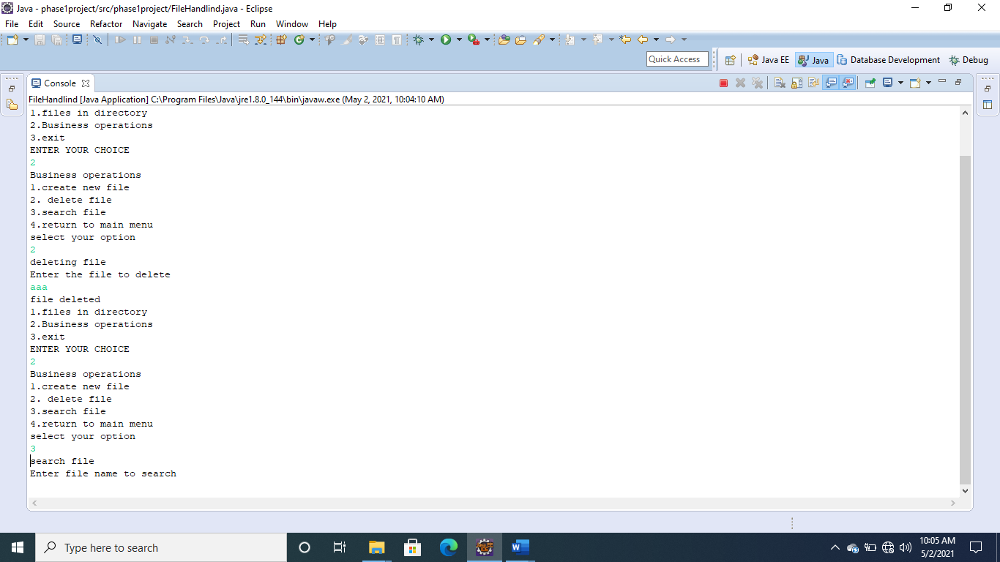 Java - phase1project/src/phase1project/FileHandlind.java - Eclipse
File Edit Source Refactor Navigate Search Project Run Window Help
Quick Access
Java EE
Java
Database Development
Debug
Console
FileHandlind [Java Application] C:\Program Files\Java\jre1.8.0_144\bin\javaw.exe (May 2, 2021, 10:04:10 AM)
1.files in directory
2.Business operations
3.exit
ENTER YOUR CHOICE
2
Business operations
1.create new file
2. delete file
3.search file
4.return to main menu
select your option
2
deleting file
Enter the file to delete
aaa
file deleted
1.files in directory
2.Business operations
3.exit
ENTER YOUR CHOICE
2
Business operations
1.create new file
2. delete file
3.search file
4.return to main menu
select your option
3
search file
Enter file name to search
Type here to search
10:05 AM
5/2/2021